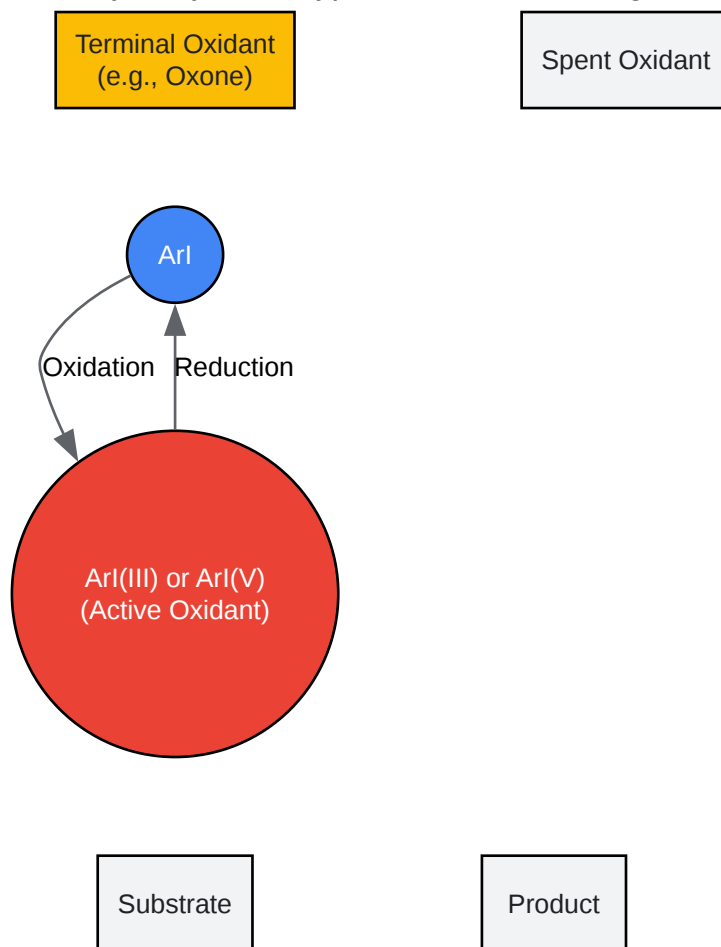 Terminal Oxidant
(e.g., Oxone)
Spent Oxidant
ArI
Oxidation
Reduction
ArI(III) or ArI(V)
(Active Oxidant)
Substrate
Product